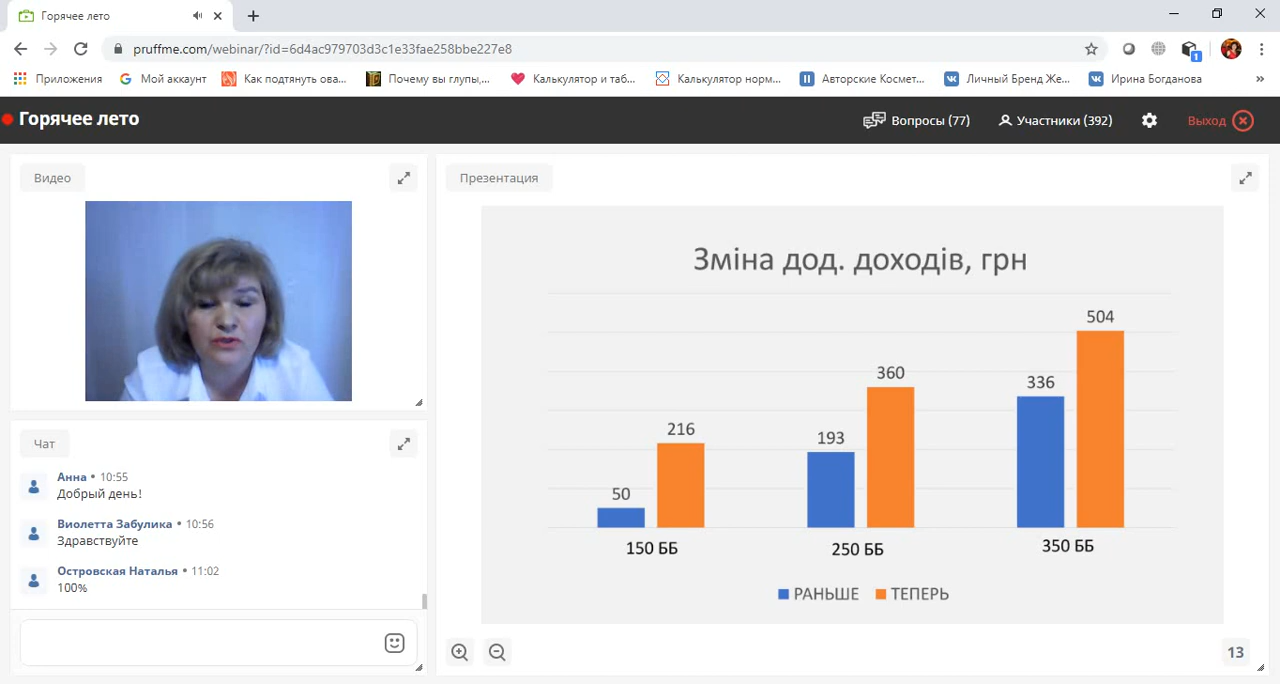 Горячее лето
pruffme.com/webinar/?id=6d4ac979703d3c1e33fae258bbe227e8
1
Приложения
Мой аккаунт
Как подтянуть ова...
Почему вы глупы,...
Калькулятор и таб...
Калькулятор норм...
Авторские Космет...
Личный Бренд Же...
Ирина Богданова
»
Горячее лето
Вопросы (77)
Участники (392)
Выход
Видео
Презентация
Зміна дод. доходів, грн
50
216
193
360
336
504
150 ББ
250 ББ
350 ББ
РАНЬШЕ
ТЕПЕРЬ
13
Чат
Анна • 10:55
Добрый день!
Виолетта Забулика • 10:56
Здравствуйте
Островская Наталья • 11:02
100%